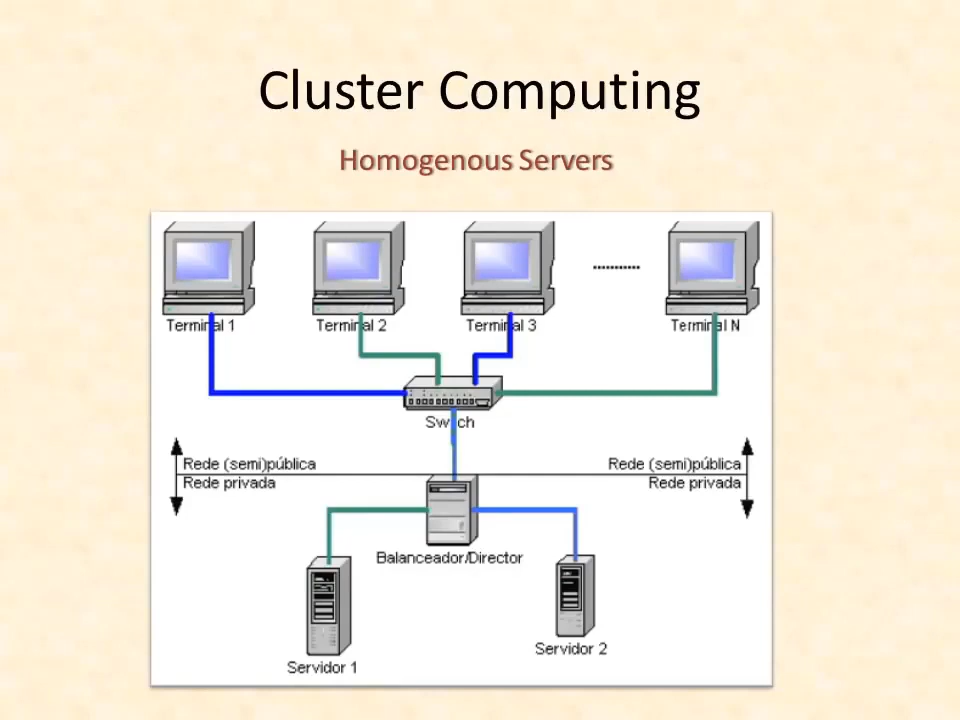 Cluster Computing
Homogenous Servers
...........
Terminal 1
Terminal 2
Terminal 3
Terminal N
Switch
Rede (semi)pública
Rede (semi)pública
Rede privada
Rede privada
Balanceador/Director
Servidor 1
Servidor 2